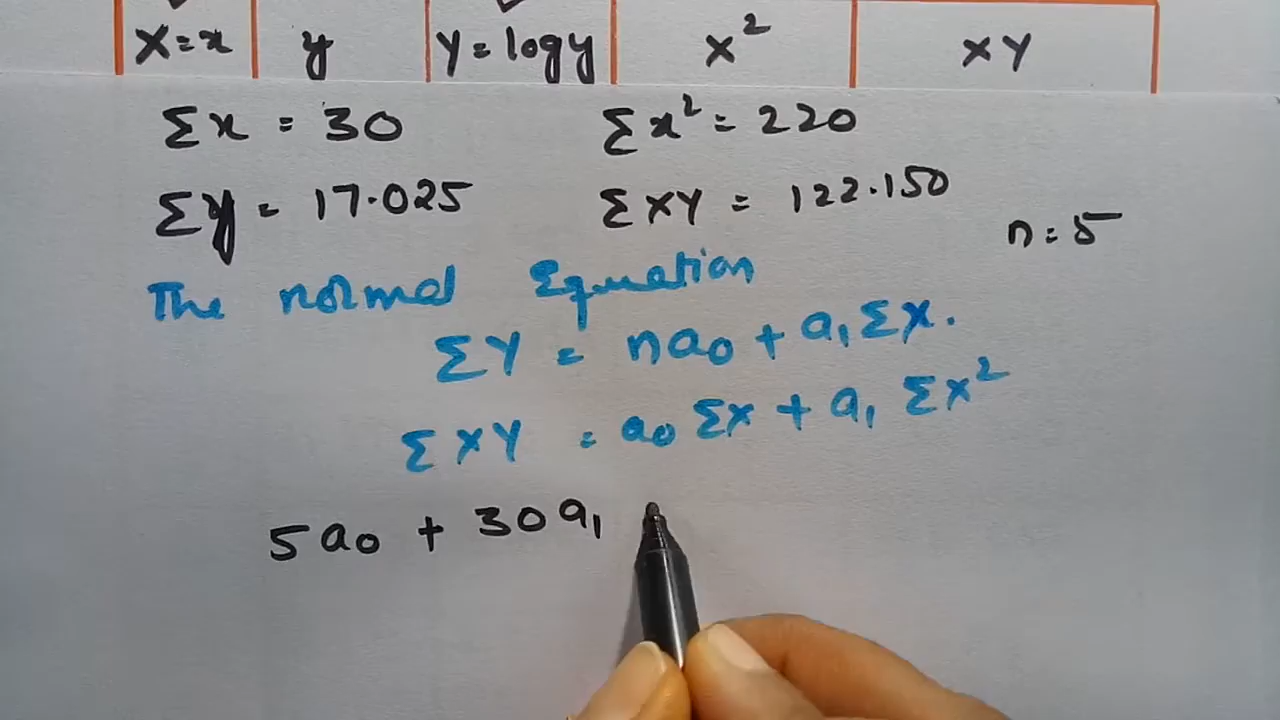 X=x y Y=logy X² XY
Σx = 30 Σx² = 220
Σy = 17.025 ΣXY = 122.150
n=5
The normal Equation
ΣY = na₀ + a₁ΣX.
ΣXY = a₀ΣX + a₁ΣX²
5a₀ + 30a₁